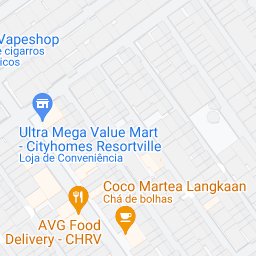 Vapeshop
e cigarros
icos
Ultra Mega Value Mart
- Cityhomes Resortville
Loja de Conveniência
Coco Martea Langkaan
Chá de bolhas
AVG Food
Delivery - CHRV